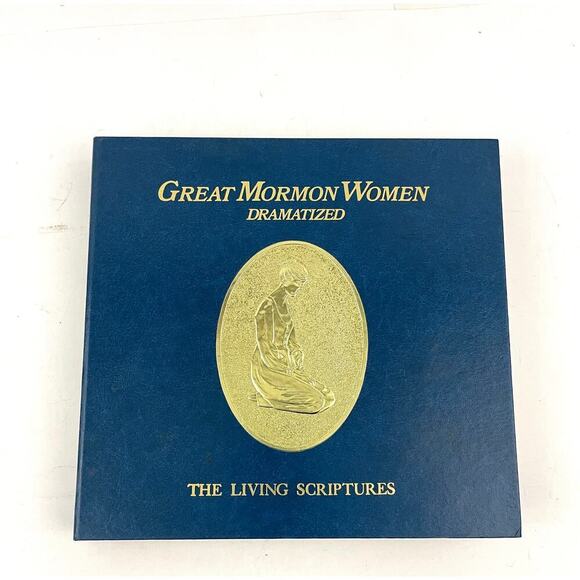 GREAT MORMON WOMEN
DRAMATIZED
THE LIVING SCRIPTURES